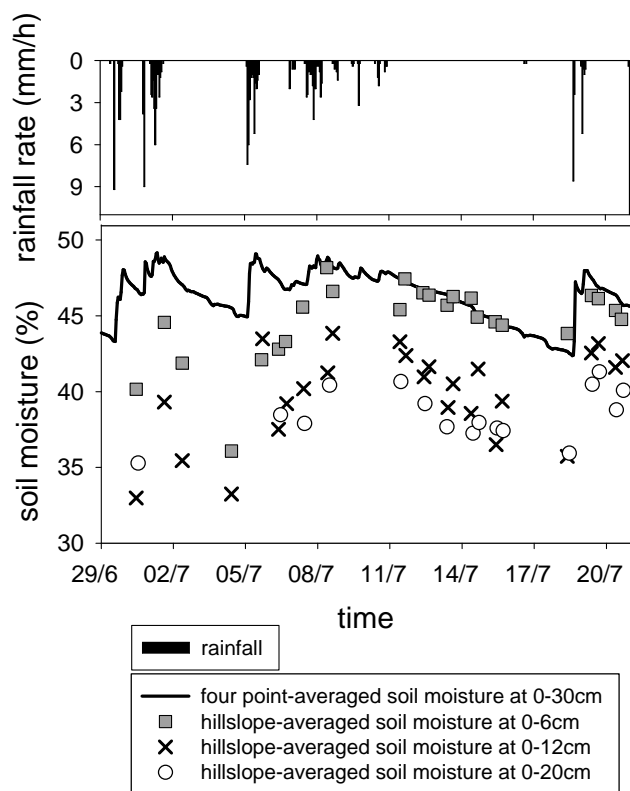 rainfall rate (mm/h)
0
3
6
9
soil moisture (%)
50
45
40
35
30
29/6 02/7 05/7 08/7 11/7 14/7 17/7 20/7
time
rainfall
four point-averaged soil moisture at 0-30cm
hillslope-averaged soil moisture at 0-6cm
hillslope-averaged soil moisture at 0-12cm
hillslope-averaged soil moisture at 0-20cm